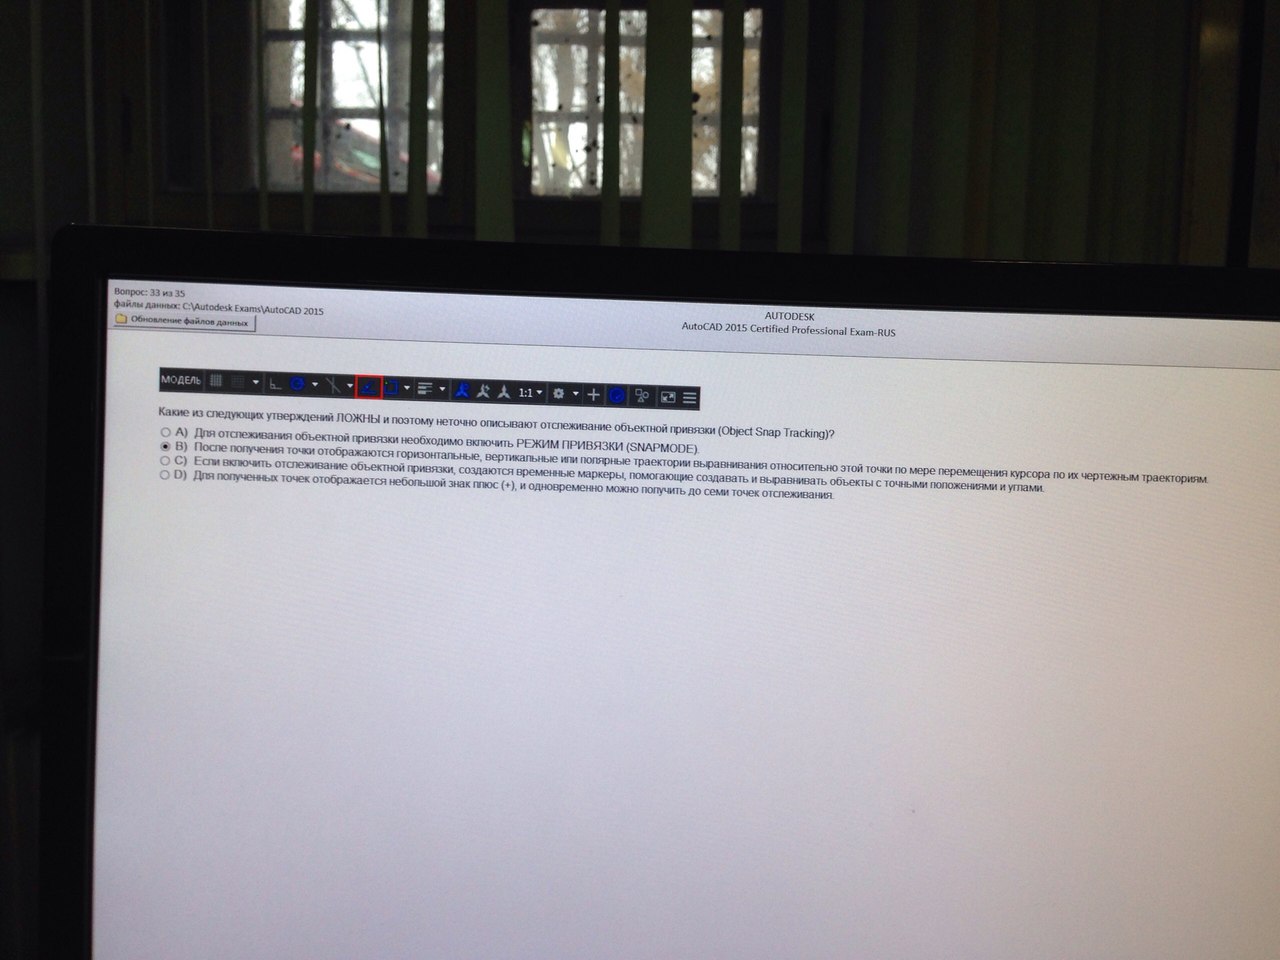 Вопрос: 33 из 35
файлы данных: C:\Autodesk Exams\AutoCAD 2015
Обновление файлов данных
AUTODESK
AutoCAD 2015 Certified Professional Exam-RUS
МОДЕЛЬ 1:1
Какие из следующих утверждений ЛОЖНЫ и поэтому неточно описывают отслеживание объектной привязки (Object Snap Tracking)?
A) Для отслеживания объектной привязки необходимо включить РЕЖИМ ПРИВЯЗКИ (SNAPMODE).
B) После получения точки отображаются горизонтальные, вертикальные или полярные траектории выравнивания относительно этой точки по мере перемещения курсора по их чертежным траекториям.
C) Если включить отслеживание объектной привязки, создаются временные маркеры, помогающие создавать и выравнивать объекты с точными положениями и углами.
D) Для полученных точек отображается небольшой знак плюс (+), и одновременно можно получить до семи точек отслеживания.